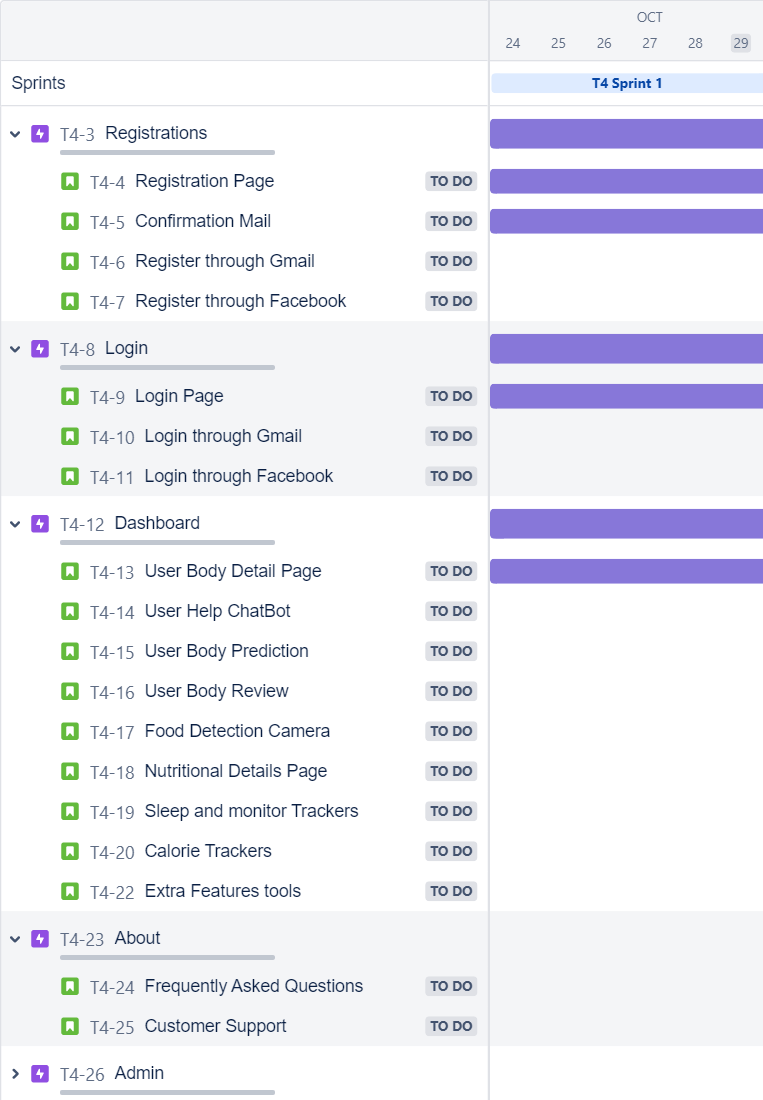 OCT
24 25 26 27 28 29
Sprints T4 Sprint 1
T4-3 Registrations
T4-4 Registration Page TO DO
T4-5 Confirmation Mail TO DO
T4-6 Register through Gmail TO DO
T4-7 Register through Facebook TO DO
T4-8 Login
T4-9 Login Page TO DO
T4-10 Login through Gmail TO DO
T4-11 Login through Facebook TO DO
T4-12 Dashboard
T4-13 User Body Detail Page TO DO
T4-14 User Help ChatBot TO DO
T4-15 User Body Prediction TO DO
T4-16 User Body Review TO DO
T4-17 Food Detection Camera TO DO
T4-18 Nutritional Details Page TO DO
T4-19 Sleep and monitor Trackers TO DO
T4-20 Calorie Trackers TO DO
T4-22 Extra Features tools TO DO
T4-23 About
T4-24 Frequently Asked Questions TO DO
T4-25 Customer Support TO DO
T4-26 Admin